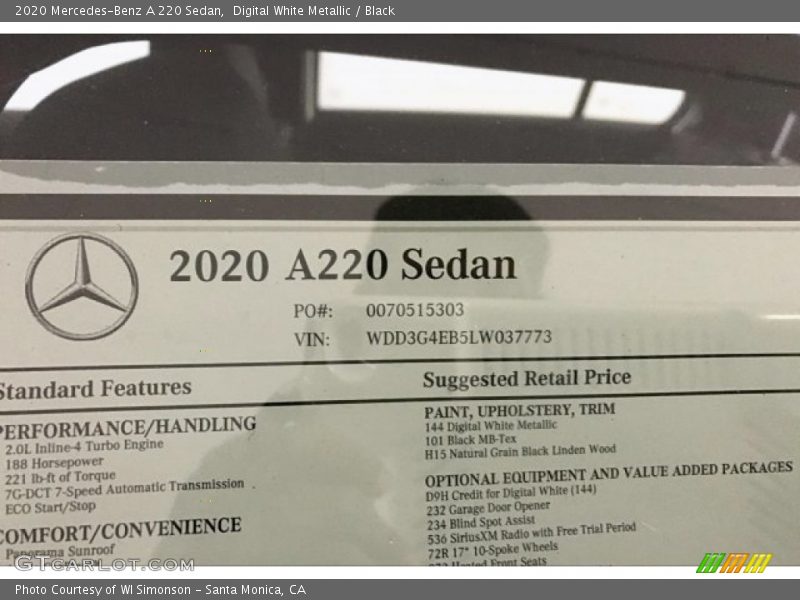 2020 Mercedes-Benz A 220 Sedan,  Digital White Metallic / Black
2020 A220 Sedan
PO#: 0070515303
VIN: WDD3G4EB5LW037773
Standard Features
PERFORMANCE/HANDLING
2.0L Inline-4 Turbo Engine
188 Horsepower
221 lb-ft of Torque
7G-DCT 7-Speed Automatic Transmission
ECO Start/Stop
COMFORT/CONVENIENCE
Panorama Sunroof
Suggested Retail Price
PAINT, UPHOLSTERY, TRIM
144 Digital White Metallic
101 Black MB-Tex
H15 Natural Grain Black Linden Wood
OPTIONAL EQUIPMENT AND VALUE ADDED PACKAGES
D9H Credit for Digital White (144)
232 Garage Door Opener
234 Blind Spot Assist
536 SiriusXM Radio with Free Trial Period
72R 17" 10-Spoke Wheels
Heated Front Seats
GTCARLOT.COM
Photo Courtesy of WI Simonson - Santa Monica, CA